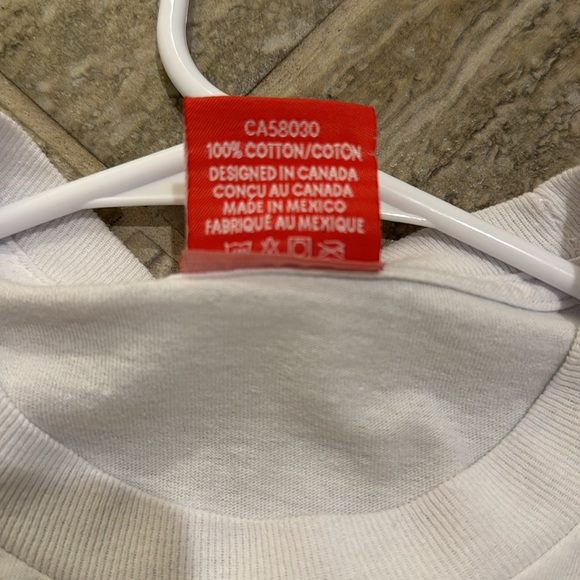 CA58030
100% COTTON/COTON
DESIGNED IN CANADA
CONÇU AU CANADA
MADE IN MEXICO
FABRIQUÉ AU MEXIQUE